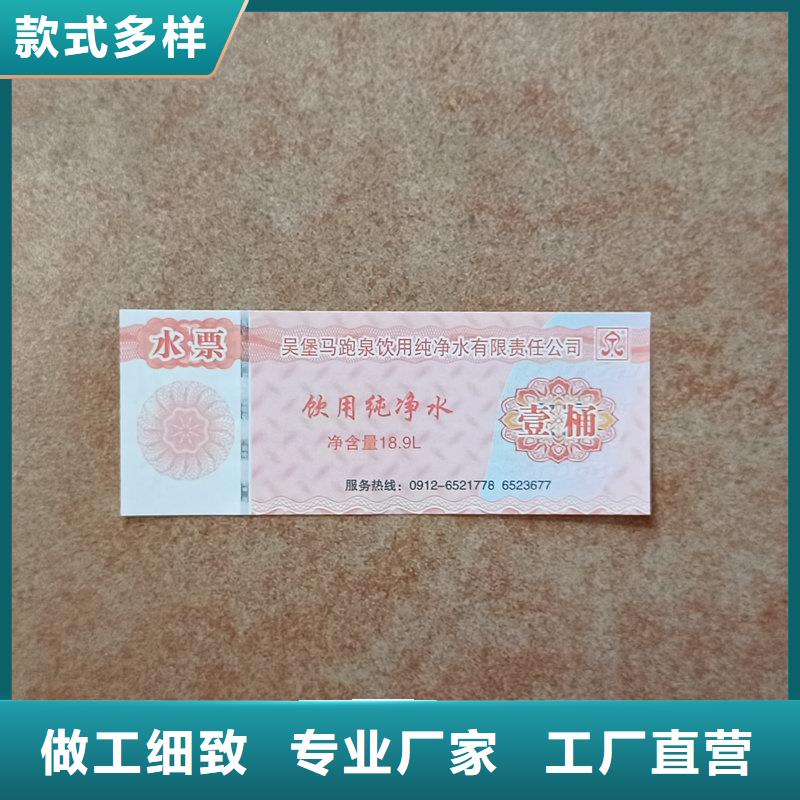 款式多样
水票
吴堡马跑泉饮用纯净水有限责任公司
饮用纯净水
壹桶
净含量18.9L
服务热线：0912-6521778 6523677
做工细致 专业厂家 工厂直营